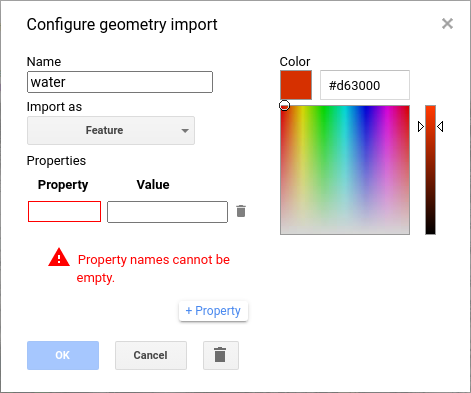 Configure geometry import
Name
water
Import as
Feature
Properties
Property Value
Property names cannot be
empty.
+ Property
OK Cancel
Color
#d63000